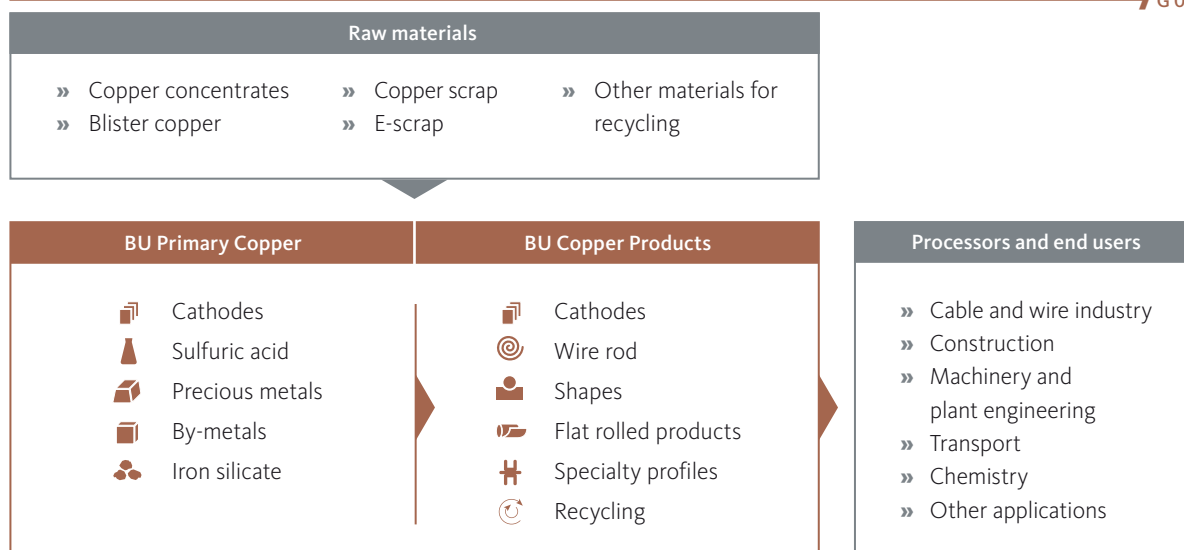 Raw materials
» Copper concentrates
» Blister copper
» Copper scrap
» E-scrap
» Other materials for
recycling
BU Primary Copper
Cathodes
Sulfuric acid
Precious metals
By-metals
Iron silicate
BU Copper Products
Cathodes
Wire rod
Shapes
Flat rolled products
Specialty profiles
Recycling
Processors and end users
» Cable and wire industry
» Construction
» Machinery and
plant engineering
» Transport
» Chemistry
» Other applications